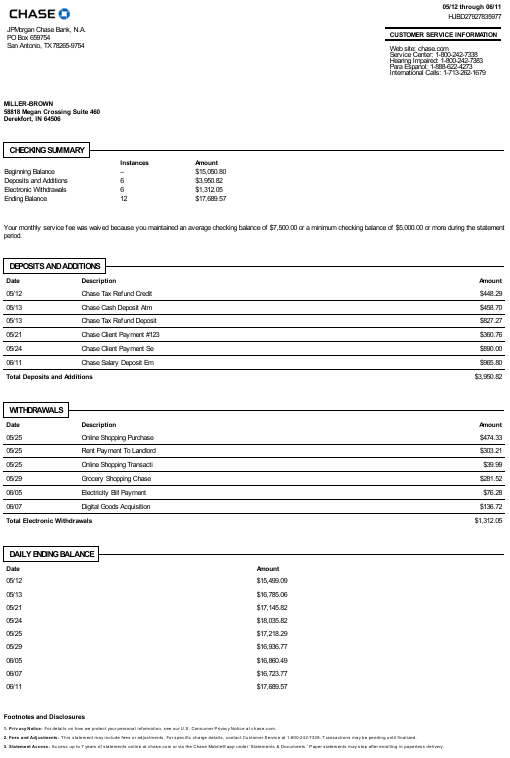 CHASE
05/12 through 06/11
HJBD27927835977
JPMorgan Chase Bank, N.A.
PO Box 659754
San Antonio, TX 78265-9754
CUSTOMER SERVICE INFORMATION
Web site: chase.com
Service Center: 1-800-242-7338
Hearing Impaired: 1-800-242-7383
Para Espanol: 1-888-622-4273
International Calls: 1-713-262-1679
MILLER-BROWN
58818 Megan Crossing Suite 460
Derekfort, IN 64506
CHECKING SUMMARY
Instances Amount
Beginning Balance -- $15,050.80
Deposits and Additions 6 $3,950.82
Electronic Withdrawals 6 $1,312.05
Ending Balance 12 $17,689.57
Your monthly service fee was waived because you maintained an average checking balance of $7,500.00 or a minimum checking balance of $5,000.00 or more during the statement
period.
DEPOSITS AND ADDITIONS
Date Description Amount
05/12 Chase Tax Refund Credit $448.29
05/13 Chase Cash Deposit Atm $458.70
05/13 Chase Tax Refund Deposit $827.27
05/21 Chase Client Payment #123 $360.76
05/24 Chase Client Payment Se $890.00
06/11 Chase Salary Deposit Em $965.80
Total Deposits and Additions $3,950.82
WITHDRAWALS
Date Description Amount
05/25 Online Shopping Purchase $474.33
05/25 Rent Payment To Landlord $303.21
05/25 Online Shopping Transacti $39.99
05/29 Grocery Shopping Chase $281.52
06/05 Electricity Bill Payment $76.28
06/07 Digital Goods Acquisition $136.72
Total Electronic Withdrawals $1,312.05
DAILY ENDING BALANCE
Date Amount
05/12 $15,499.09
05/13 $16,785.06
05/21 $17,145.82
05/24 $18,035.82
05/25 $17,218.29
05/29 $16,936.77
06/05 $16,860.49
06/07 $16,723.77
06/11 $17,689.57
Footnotes and Disclosures
1. Privacy Notice: For details on how we protect your personal information, see our U.S. Consumer Privacy Notice at chase.com.
2. Fees and Adjustments: This statement may include fees or adjustments. For specific charge details, contact Customer Service at 1-800-242-7338. Transactions may be pending until finalized.
3. Statement Access: Access up to 7 years of statements online at chase.com or via the Chase Mobile® app under 'Statements & Documents.' Paper statements may stop after enrolling in paperless delivery.